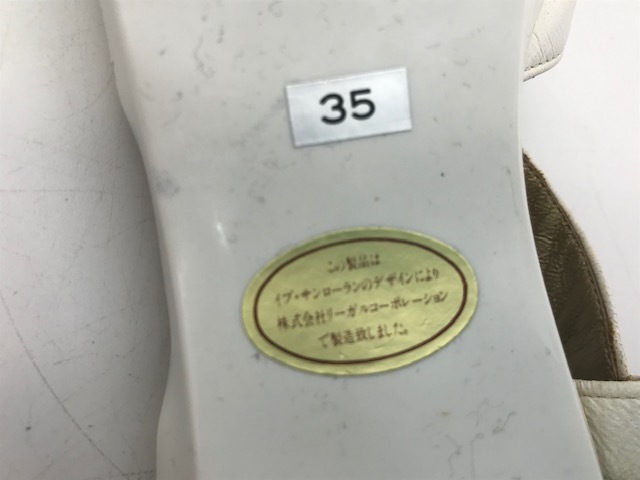 35
この製品は
イブ・サンローランのデザインにより
株式会社リーガルコーポレーション
で製造致しました。